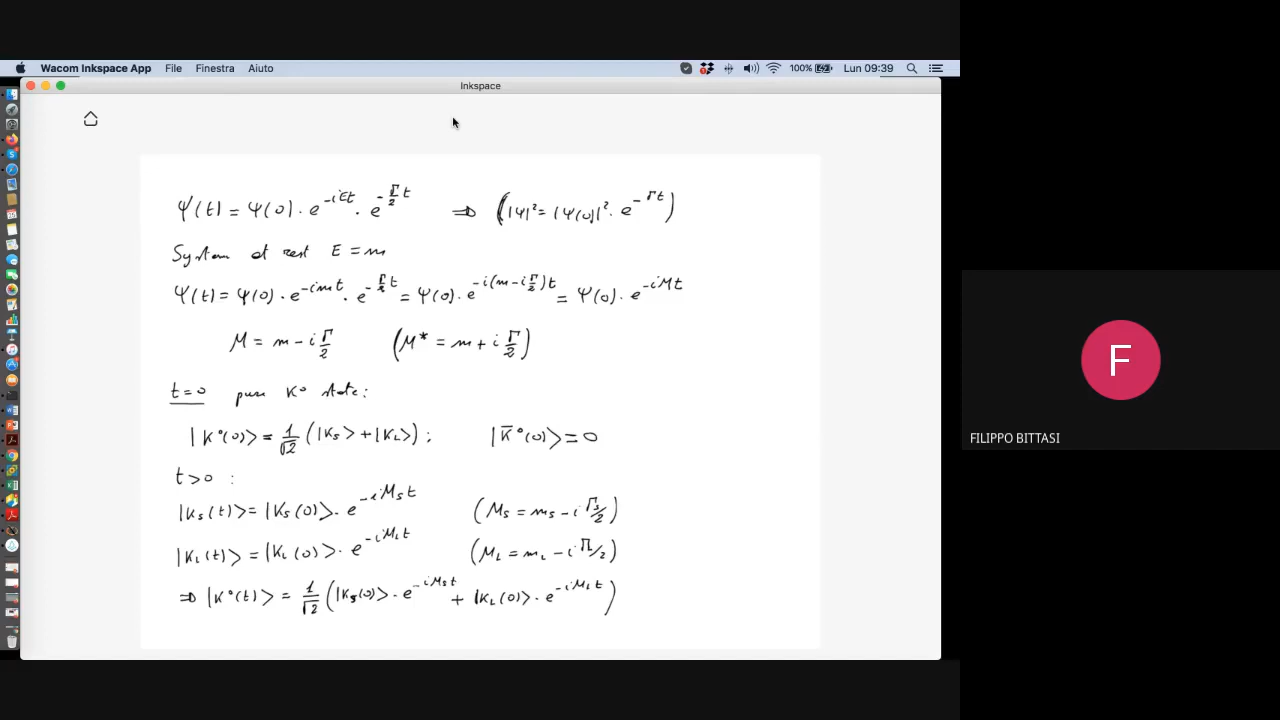 Wacom Inkspace App File Finestra Aiuto 100% Lun 09:39
Inkspace
Ψ(t) = Ψ(0) · e^{-iEt} · e^{-Γ/2 t} ⇒ (|Ψ|² = |Ψ(0)|² · e^{-Γt})
System at rest E = m
Ψ(t) = Ψ(0) · e^{-imt} · e^{-Γ/2 t} = Ψ(0) · e^{-i(m-iΓ/2)t} = Ψ(0) · e^{-iMt}
M = m - i Γ/2 (M* = m + i Γ/2)
t=0 pure K° state:
|K°(0)> = 1/√2 (|K_S> + |K_L>) ; |K̄°(0)> = 0
t>0 :
|K_S(t)> = |K_S(0)> · e^{-iM_S t} (M_S = m_S - i Γ_S/2)
|K_L(t)> = |K_L(0)> · e^{-iM_L t} (M_L = m_L - i Γ_L/2)
⇒ |K°(t)> = 1/√2 (|K_S(0)> · e^{-iM_S t} + |K_L(0)> · e^{-iM_L t})
F
FILIPPO BITTASI